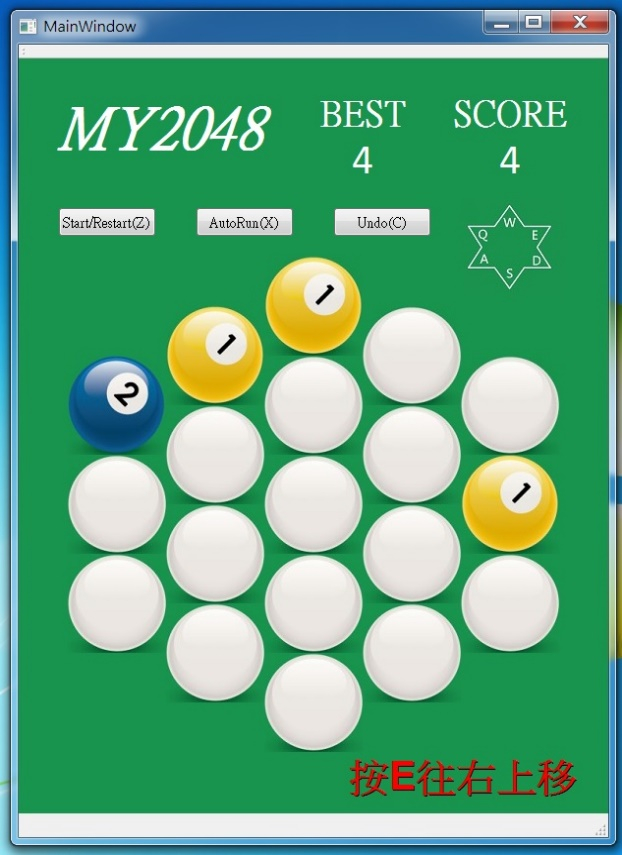 MainWindow
MY2048 BEST SCORE
4 4
Start/Restart(Z) AutoRun(X) Undo(C)
W
Q E
A D
S
1
1
2
1
按E往右上移